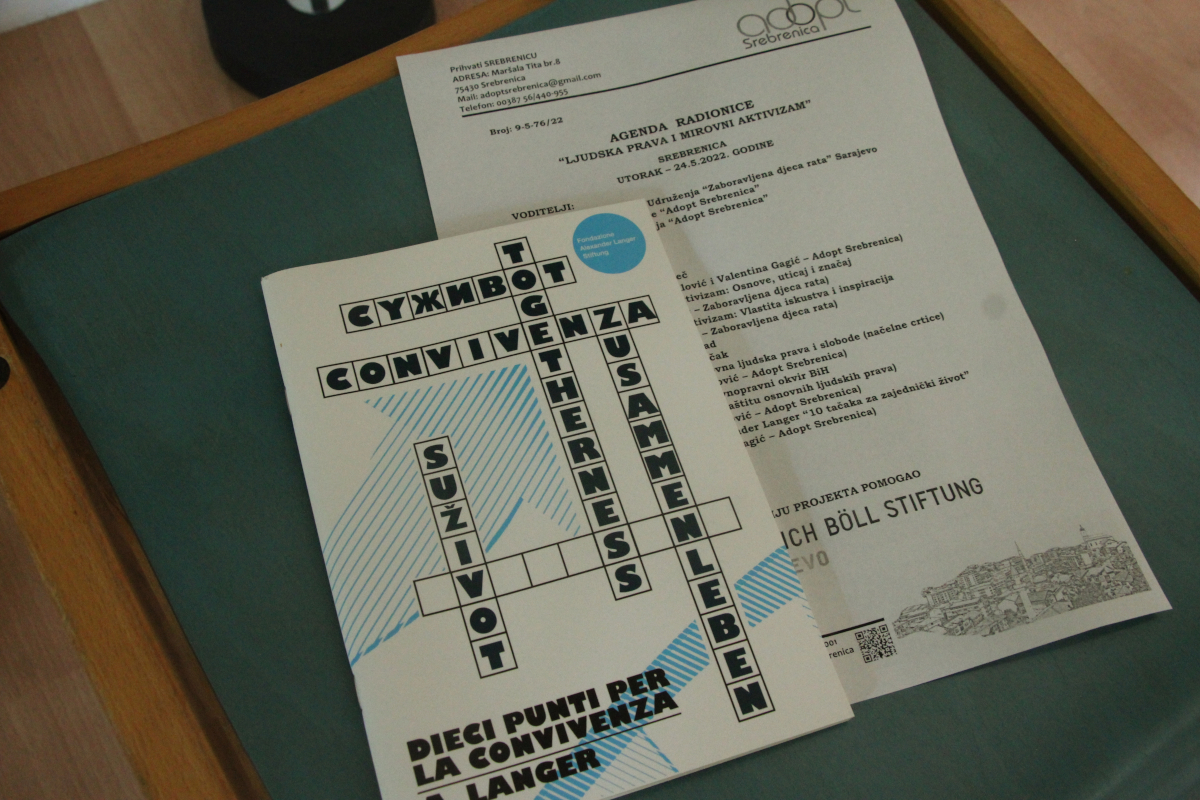 adopt
Srebrenica
Prihvati SREBRENICU
ADRESA: Maršala Tita br.8
75430 Srebrenica
Mail: adoptsrebrenica@gmail.com
Telefon: 00387 56/440-955
Broj: 9-5-76/22
AGENDA RADIONICE
“LJUDSKA PRAVA I MIROVNI AKTIVIZAM”
SREBRENICA
UTORAK – 24.5.2022. GODINE
VODITELJI:
Udruženja “Zaboravljena djeca rata” Sarajevo
e “Adopt Srebrenica”
ja “Adopt Srebrenica”
eč
lović i Valentina Gagić – Adopt Srebrenica)
tivizam: Osnove, uticaj i značaj
– Zaboravljena djeca rata)
tivizam: Vlastita iskustva i inspiracija
– Zaboravljena djeca rata)
ad
čak
vna ljudska prava i slobode (načelne crtice)
ović – Adopt Srebrenica)
vnopravni okvir BiH
aštitu osnovnih ljudskih prava)
vić – Adopt Srebrenica)
der Langer “10 tačaka za zajednički život”
agić – Adopt Srebrenica)
JU PROJEKTA POMOGAO
ICH BÖLL STIFTUNG
EVO
001
renica
Fondazione
Alexander Langer
Stiftung
TOGETHERNESS
СУЖИВОТ
CONVIVENZA
ZUSAMMENLEBEN
SUŽIVOT
DIECI PUNTI PER
LA CONVIVENZA
A. LANGER